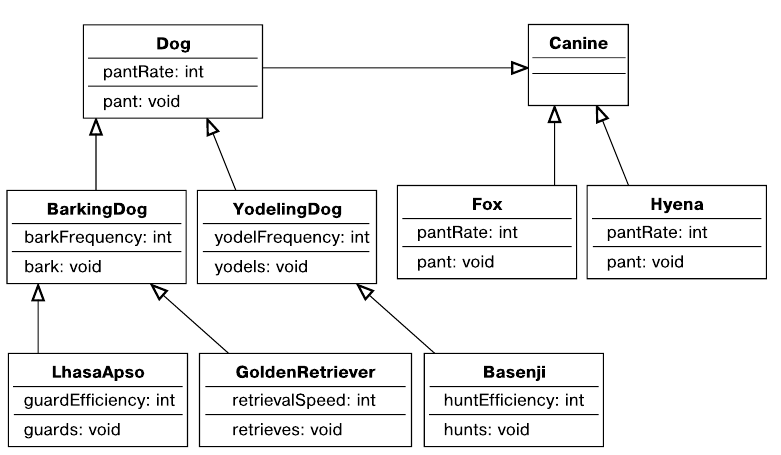 Dog
pantRate: int
pant: void
Canine
BarkingDog
barkFrequency: int
bark: void
YodelingDog
yodelFrequency: int
yodels: void
Fox
pantRate: int
pant: void
Hyena
pantRate: int
pant: void
LhasaApso
guardEfficiency: int
guards: void
GoldenRetriever
retrievalSpeed: int
retrieves: void
Basenji
huntEfficiency: int
hunts: void